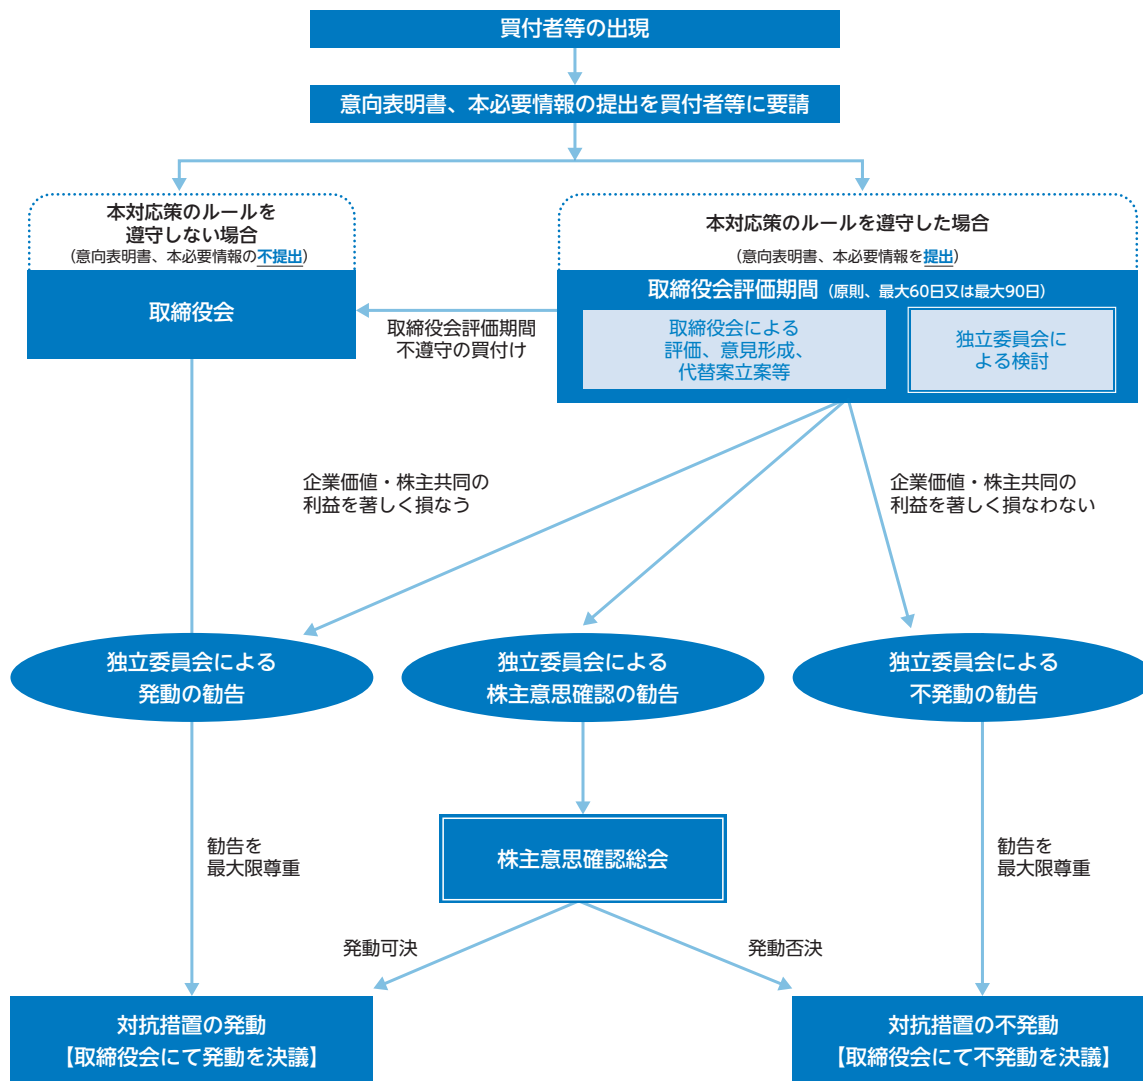 買付者等の出現
意向表明書、本必要情報の提出を買付者等に要請
本対応策のルールを
遵守しない場合
(意向表明書、本必要情報の不提出)
取締役会
本対応策のルールを遵守した場合
(意向表明書、本必要情報を提出)
取締役会評価期間(原則、最大60日又は最大90日)
取締役会による
評価、意見形成、
代替案立案等
独立委員会に
よる検討
取締役会評価期間
不遵守の買付け
企業価値・株主共同の
利益を著しく損なう
企業価値・株主共同の
利益を著しく損なわない
独立委員会による
発動の勧告
独立委員会による
株主意思確認の勧告
独立委員会による
不発動の勧告
勧告を
最大限尊重
株主意思確認総会
勧告を
最大限尊重
発動可決
発動否決
対抗措置の発動
【取締役会にて発動を決議】
対抗措置の不発動
【取締役会にて不発動を決議】